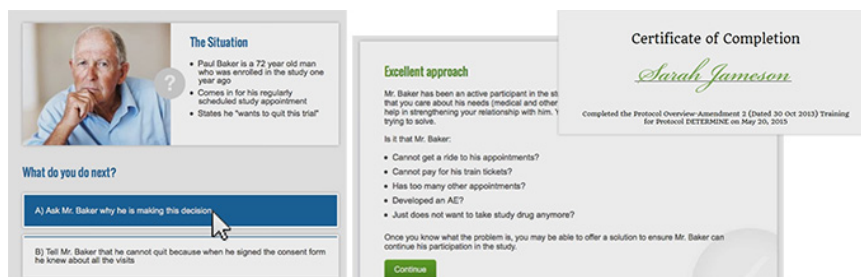 The Situation
• Paul Baker is a 72 year old man
who was enrolled in the study one
year ago
• Comes in for his regularly
scheduled study appointment
• States he "wants to quit this trial"
?
What do you do next?
A) Ask Mr. Baker why he is making this decision
B) Tell Mr. Baker that he cannot quit because when he signed the consent form
he knew about all the visits
Excellent approach
Mr. Baker has been an active participant in the
that you care about his needs (medical and other
help in strengthening your relationship with him.
trying to solve.
Is it that Mr. Baker:
• Cannot get a ride to his appointments?
• Cannot pay for his train tickets?
• Has too many other appointments?
• Developed an AE?
• Just does not want to take study drug anymore?
Once you know what the problem is, you may be able to offer a solution to ensure Mr. Baker can
continue his participation in the study.
Continue
Certificate of Completion
Sarah Jameson
Completed the Protocol Overview-Amendment 2 (Dated 30 Oct 2013) Training
for Protocol DETERMINE on May 20, 2015